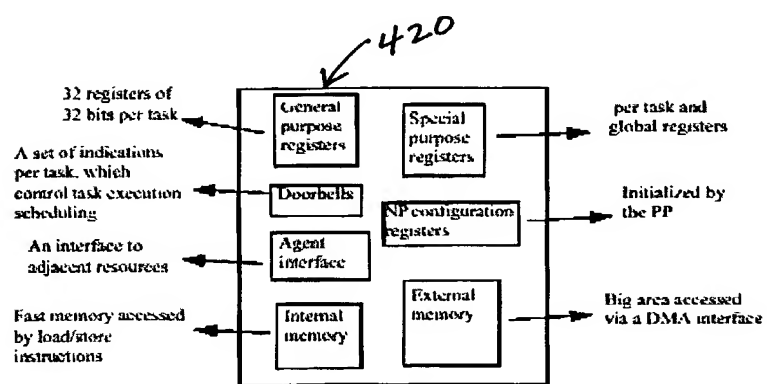 420
32 registers of
32 bits per task
General
purpose
registers
Special
purpose
registers
per task and
global registers
A set of indications
per task, which
control task execution
scheduling
Doorbells
NP configuration
registers
Initialized by
the PP
An interface to
adjacent resources
Agent
interface
Fast memory accessed
by load/store
instructions
Internal
memory
External
memory
Big area accessed
via a DMA interface